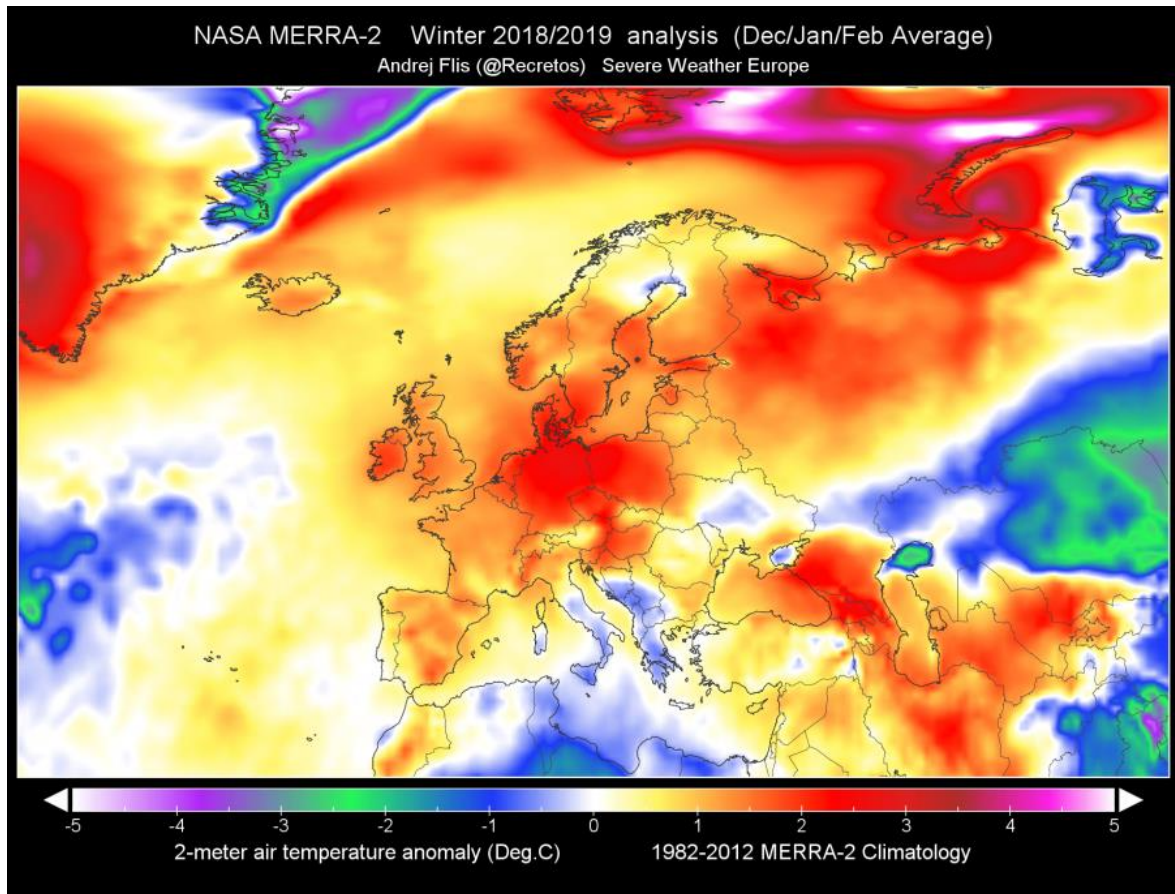 NASA MERRA-2 Winter 2018/2019 analysis (Dec/Jan/Feb Average)
Andrej Flis (@Recretos) Severe Weather Europe
-5 -4 -3 -2 -1 0 1 2 3 4 5
2-meter air temperature anomaly (Deg.C) 1982-2012 MERRA-2 Climatology